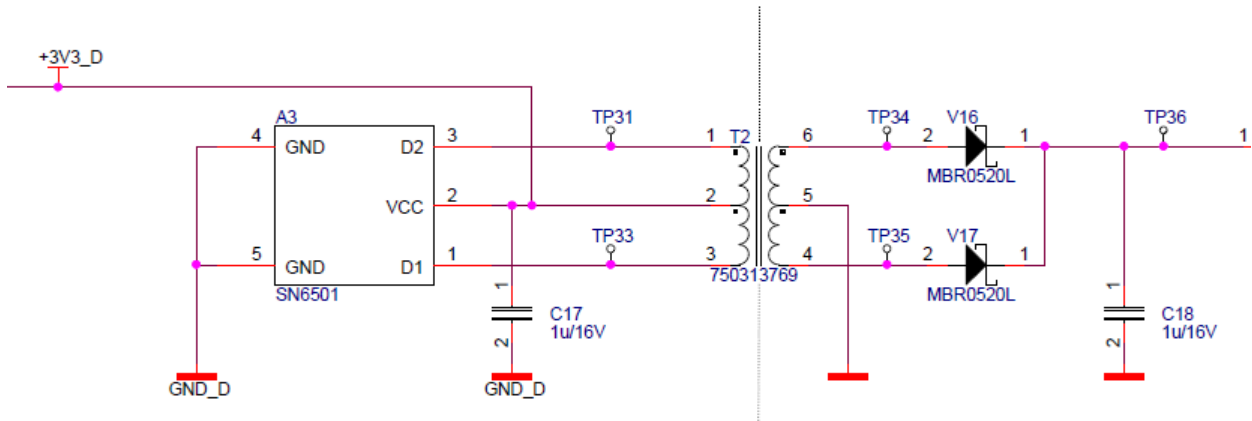 +3V3_D
A3
TP31
T2
TP34
V16
TP36
4
GND
D2
3
1
6
2
1
1
MBR0520L
VCC
2
2
5
TP33
TP35
V17
5
GND
D1
1
3
4
2
1
SN6501
750313769
MBR0520L
1
C17
1u/16V
2
1
C18
1u/16V
2
GND_D
GND_D